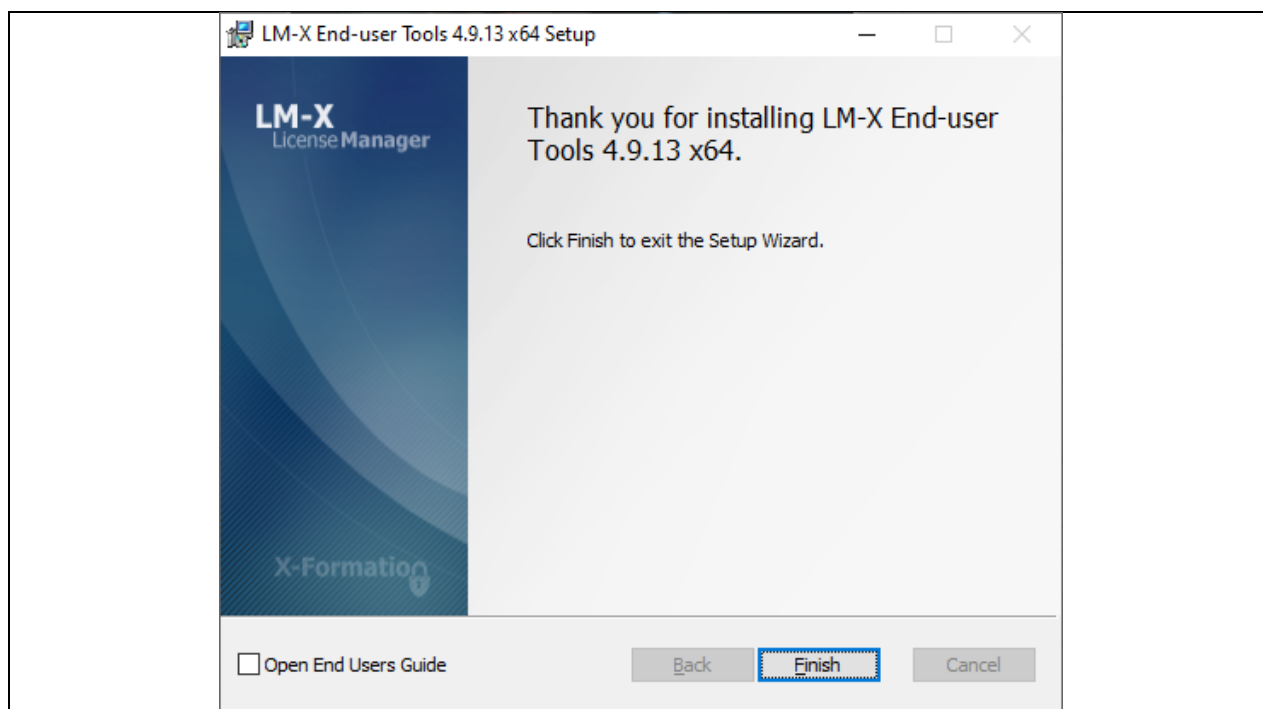 LM-X End-user Tools 4.9.13 x64 Setup
LM-X
License Manager
Thank you for installing LM-X End-user
Tools 4.9.13 x64.
Click Finish to exit the Setup Wizard.
X-Formation
Open End Users Guide
Back
Finish
Cancel